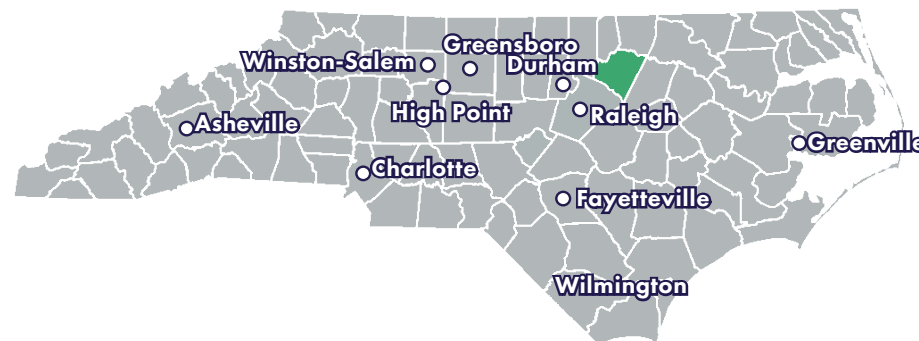 Greensboro
Winston-Salem
Durham
High Point
Raleigh
Asheville
Greenville
Charlotte
Fayetteville
Wilmington